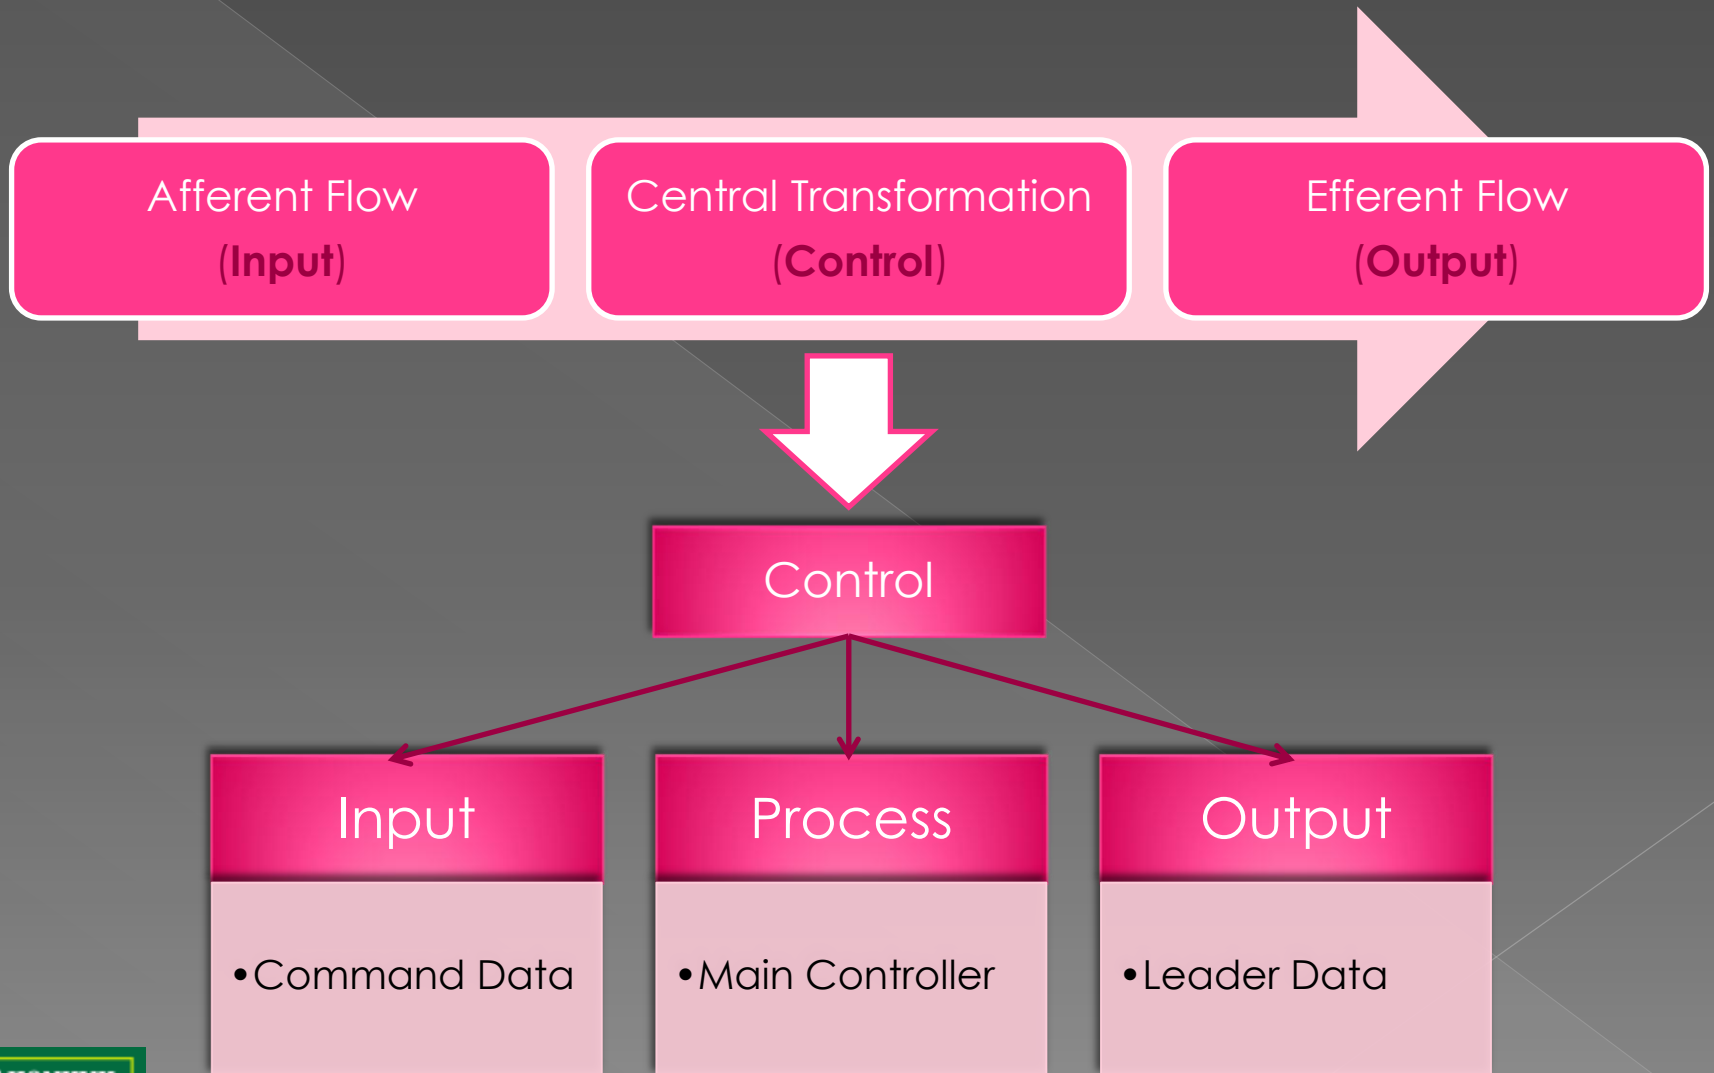 Afferent Flow
(Input)
Central Transformation
(Control)
Efferent Flow
(Output)
Control
Input
Process
Output
•Command Data
•Main Controller
•Leader Data